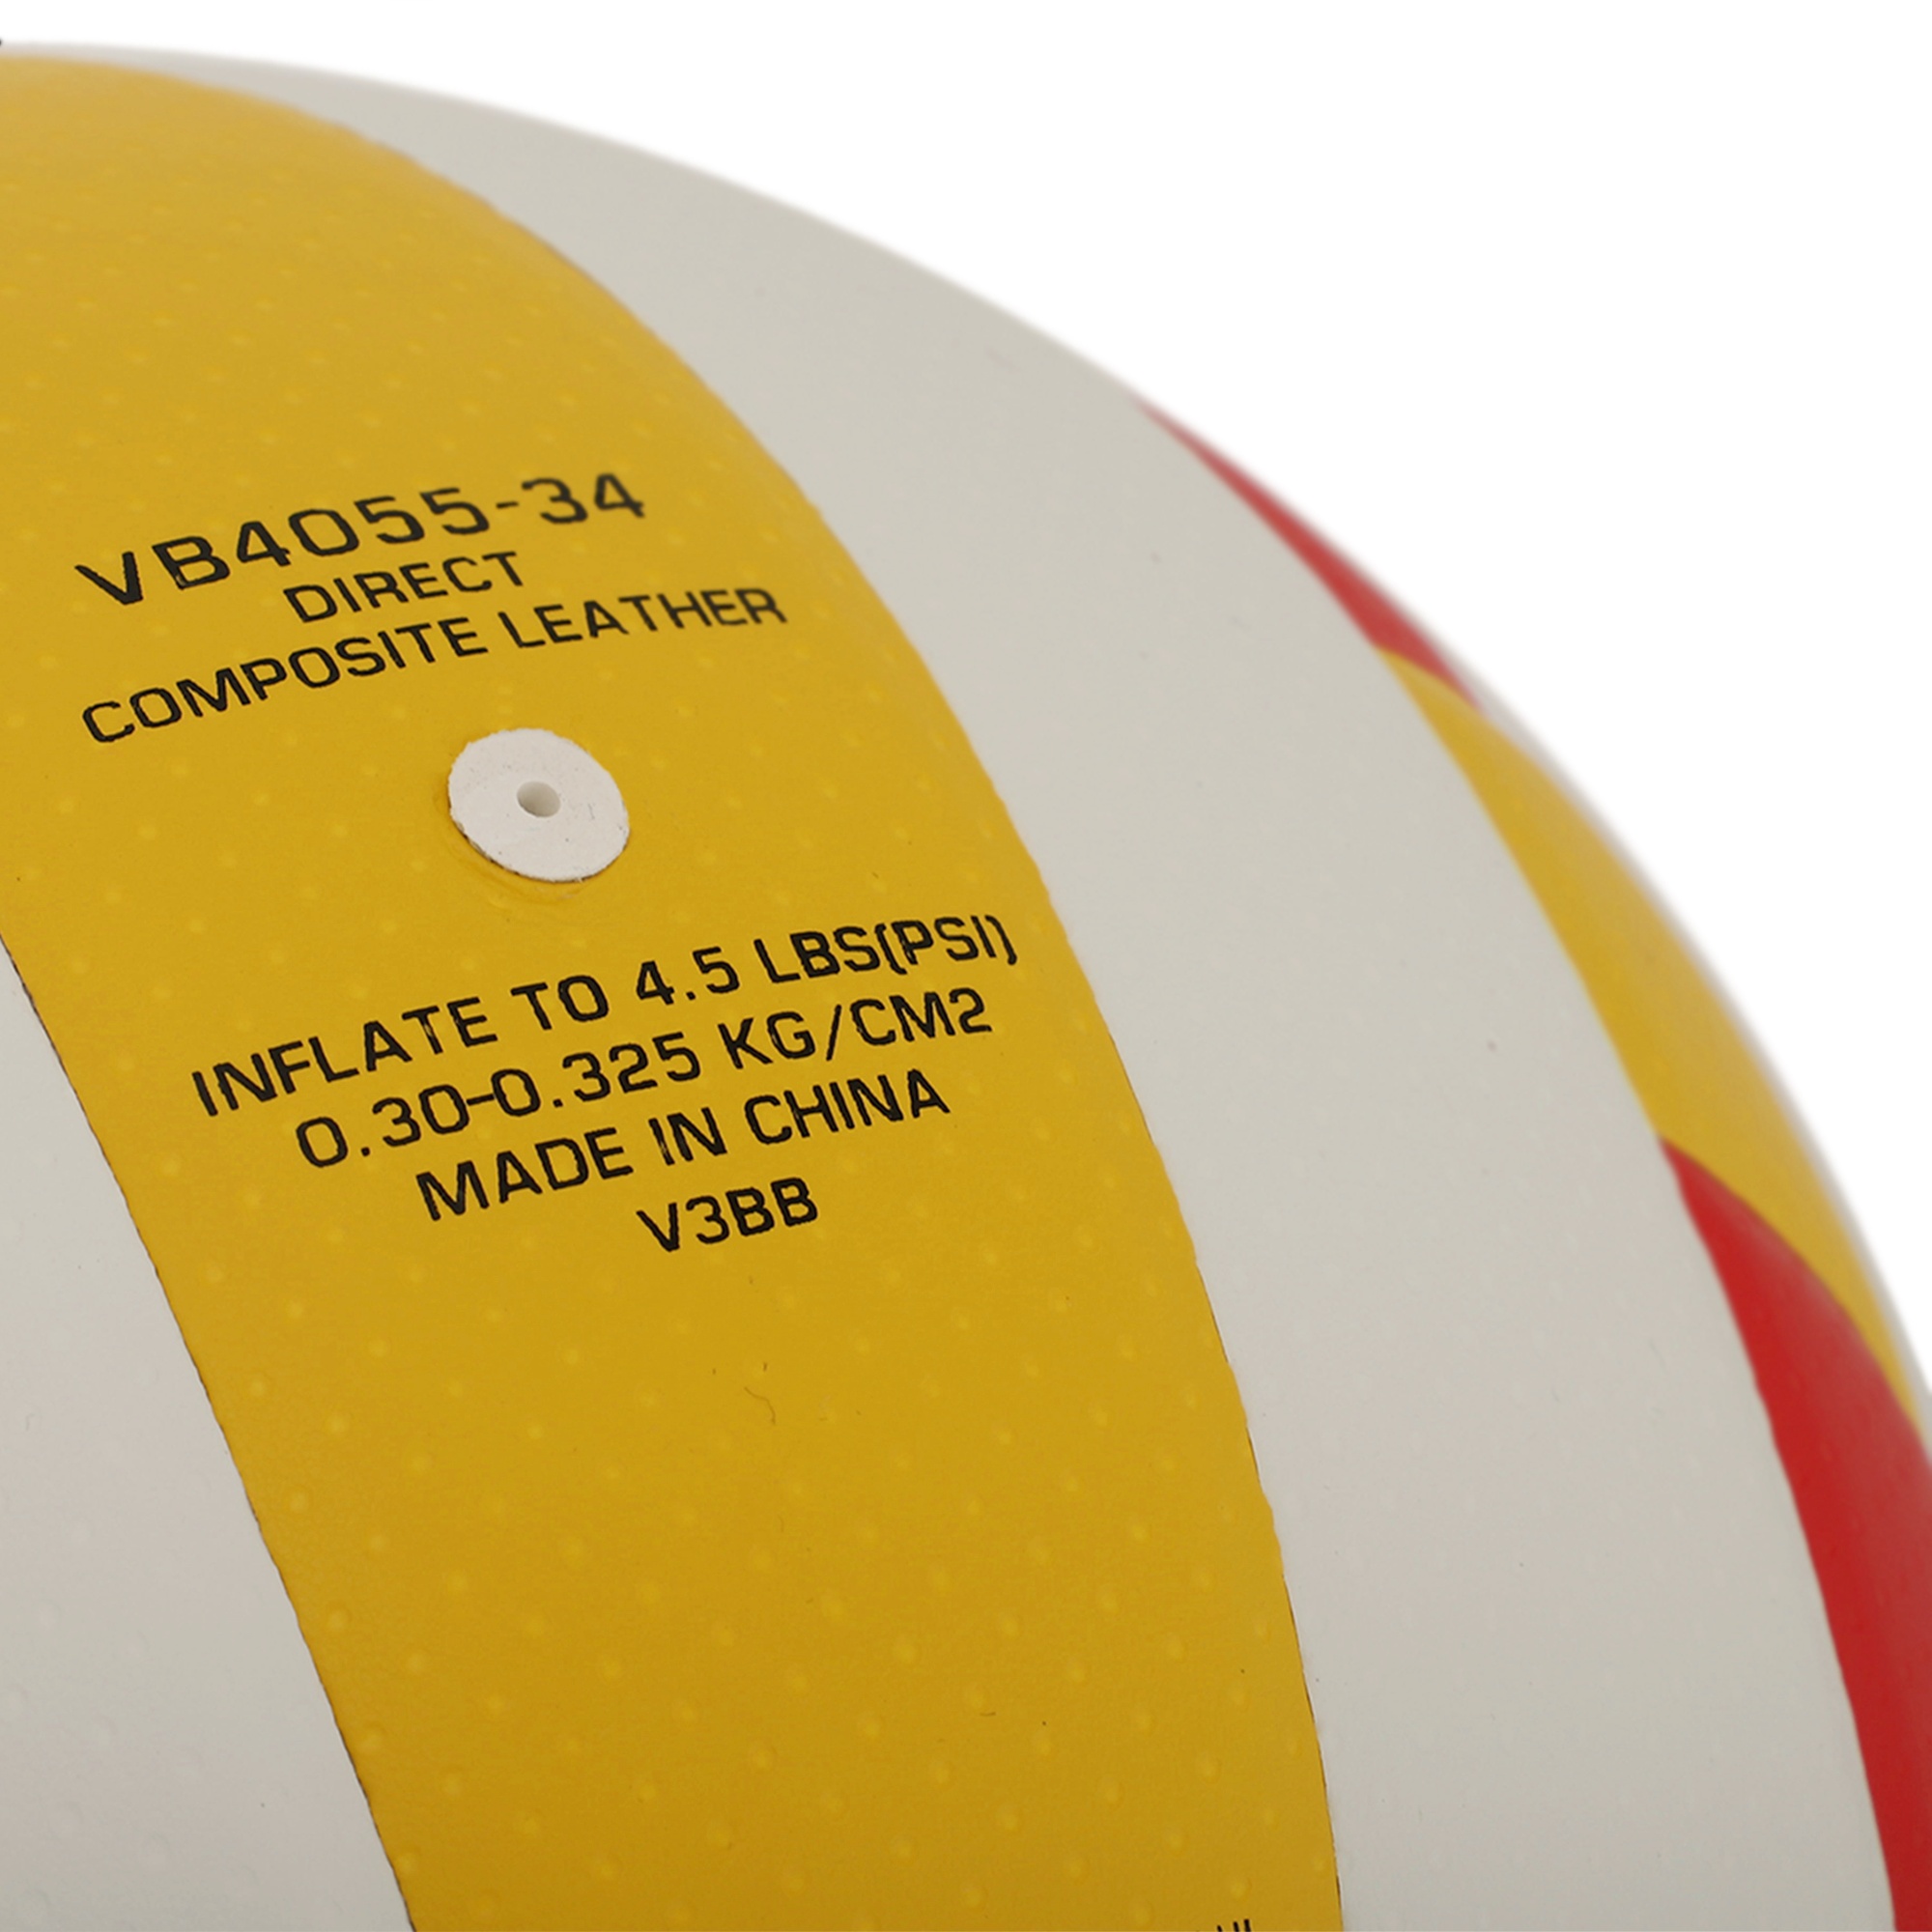 VB4055-34
DIRECT
COMPOSITE LEATHER
INFLATE TO 4.5 LBS(PSI)
0.30-0.325 KG/CM2
MADE IN CHINA
V3BB